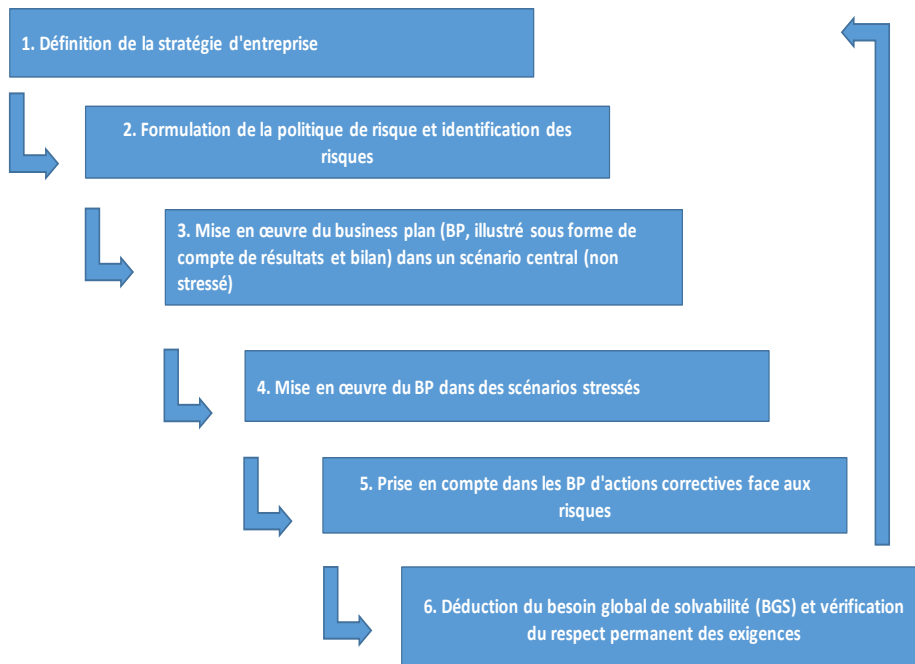 1. Définition de la stratégie d'entreprise
2. Formulation de la politique de risque et identification des
risques
3. Mise en œuvre du business plan (BP, illustré sous forme de
compte de résultats et bilan) dans un scénario central (non
stressé)
4. Mise en œuvre du BP dans des scénarios stressés
5. Prise en compte dans les BP d'actions correctives face aux
risques
6. Déduction du besoin global de solvabilité (BGS) et vérification
du respect permanent des exigences